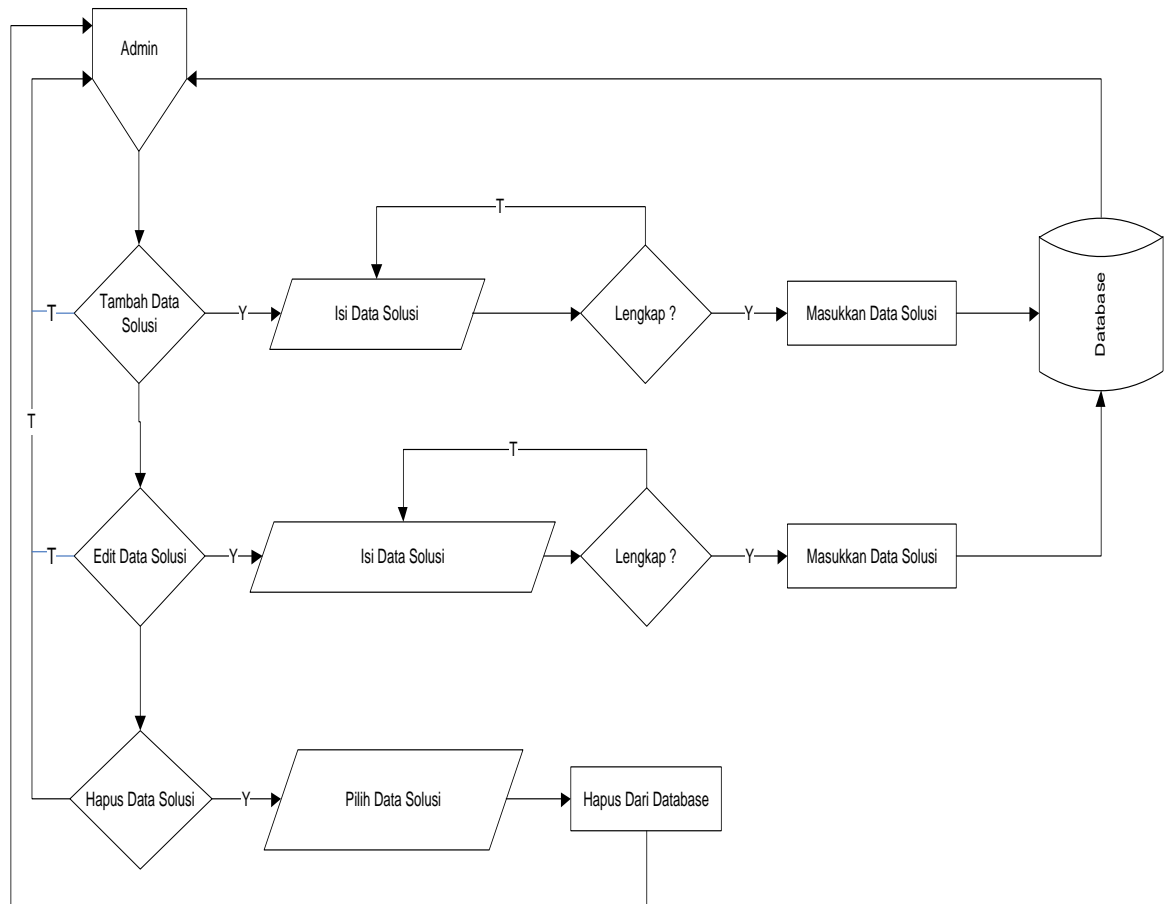 Admin
T
Tambah Data
Solusi
T
Y
Isi Data Solusi
Lengkap ?
Y
Masukkan Data Solusi
Database
T
T
Edit Data Solusi
T
Y
Isi Data Solusi
Lengkap ?
Y
Masukkan Data Solusi
Hapus Data Solusi
Y
Pilih Data Solusi
Hapus Dari Database